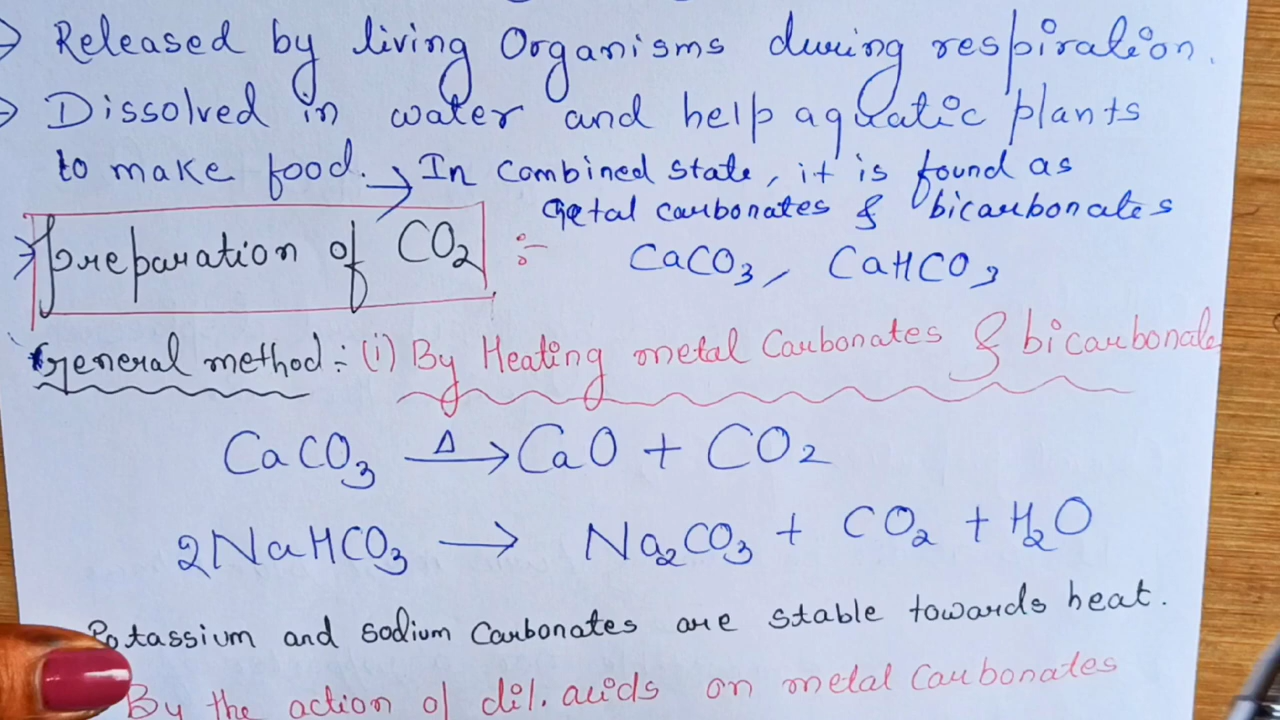 → Released by living Organisms during respiration.
→ Dissolved in water and help aquatic plants
to make food. → In combined state, it is found as
metal carbonates & bicarbonates
Preparation of CO2 :- CaCO3, CaHCO3
General method :- (i) By Heating metal Carbonates & bicarbonate
CaCO3 —Δ→ CaO + CO2
2NaHCO3 → Na2CO3 + CO2 + H2O
Potassium and sodium Carbonates are stable towards heat.
By the action of dil. acids on metal Carbonates